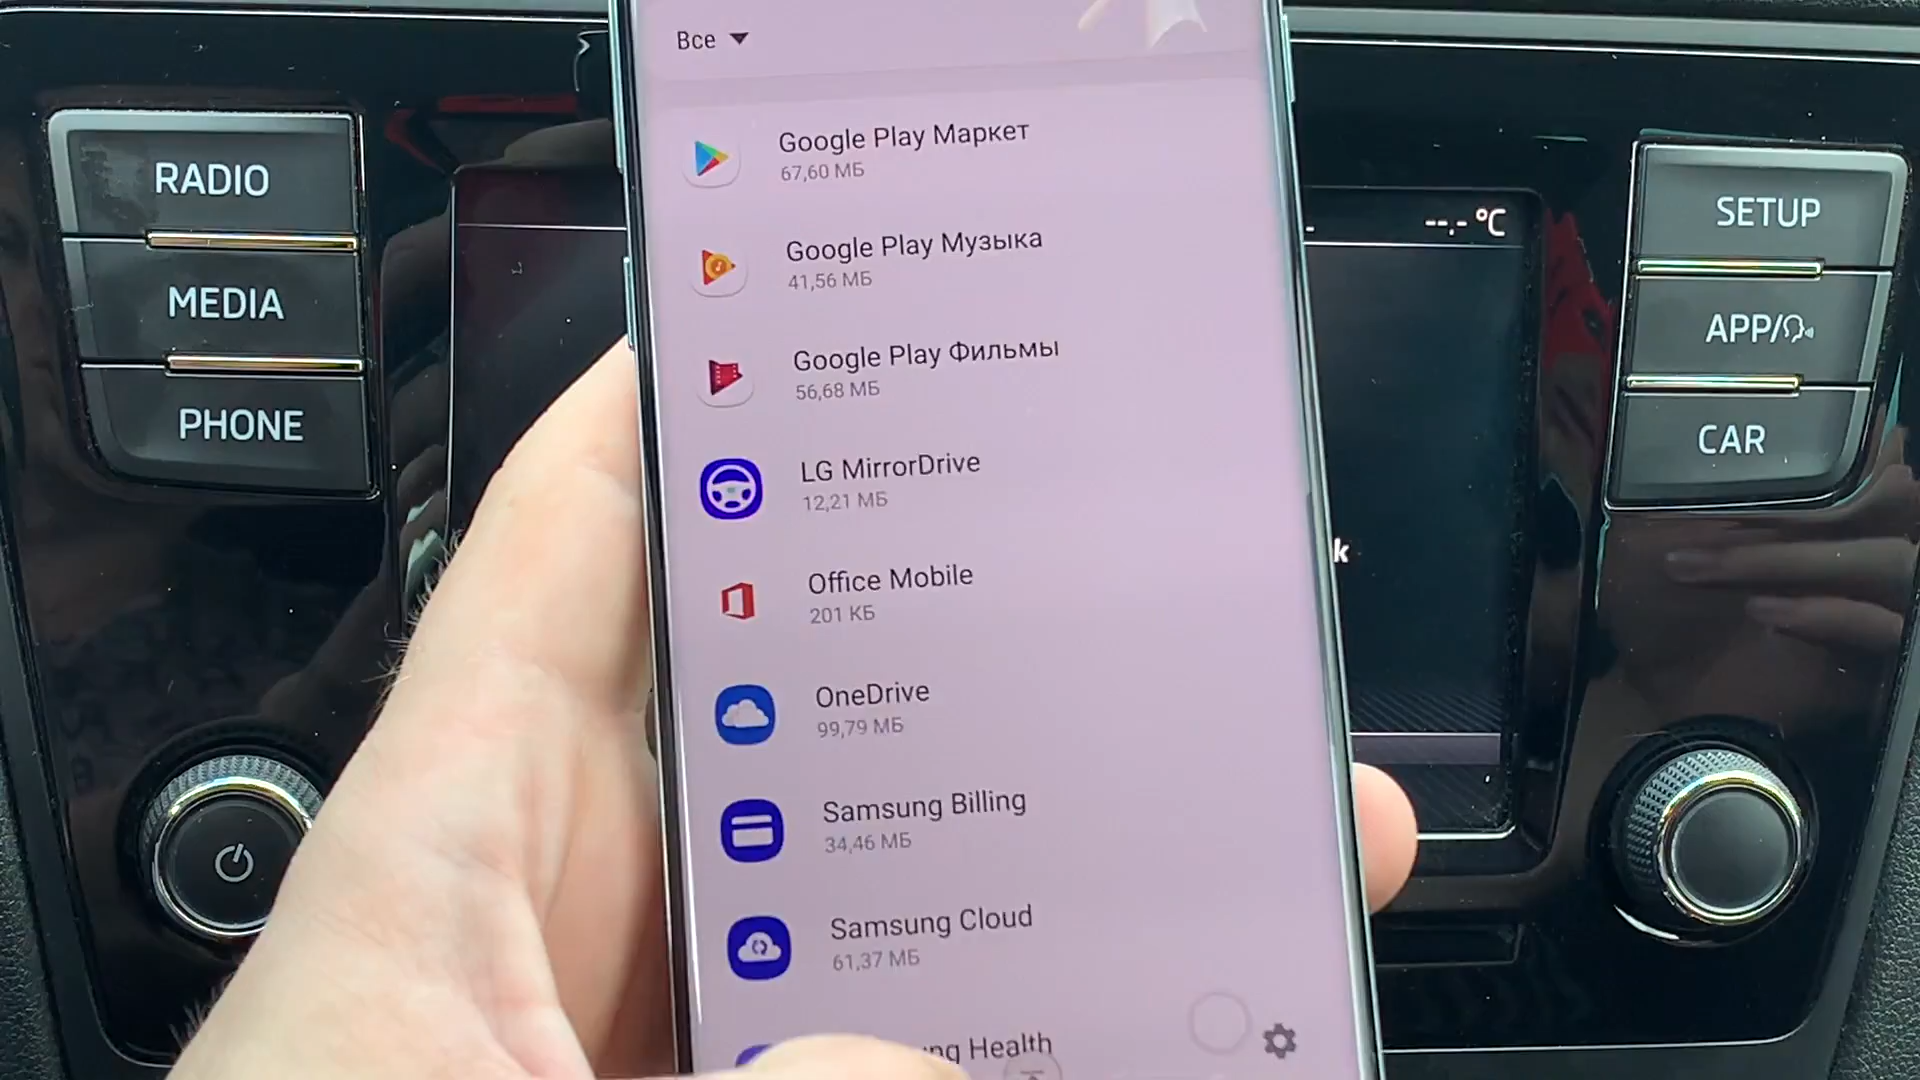 Все
Google Play Маркет
67,60 МБ
Google Play Музыка
41,56 МБ
Google Play Фильмы
56,68 МБ
LG MirrorDrive
12,21 МБ
Office Mobile
201 КБ
OneDrive
99,79 МБ
Samsung Billing
34,46 МБ
Samsung Cloud
61,37 МБ
ng Health
RADIO
MEDIA
PHONE
--.- °C
k
SETUP
APP/
CAR